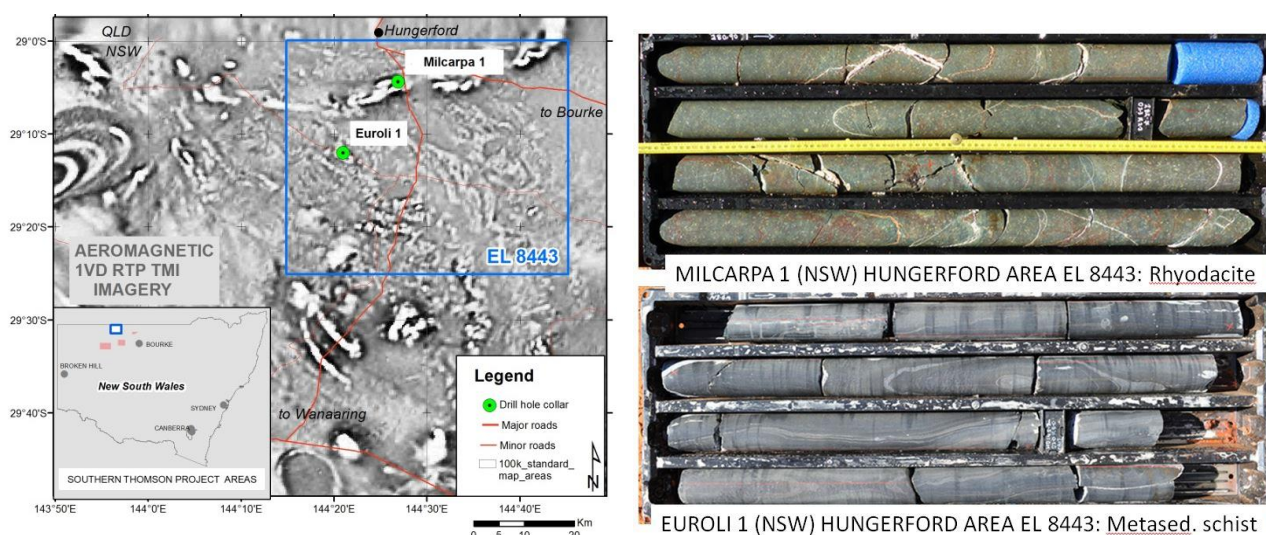 QLD
NSW
Hungerford
Milcarpa 1
to Bourke
Euroli 1
EL 8443
to Wanaaring
29°0'S
29°10'S
29°20'S
29°30'S
29°40'S
143°50'E
144°0'E
144°10'E
144°20'E
144°30'E
144°40'E
AEROMAGNETIC
1VD RTP TMI
IMAGERY
BOURKE
BROKEN HILL
New South Wales
SYDNEY
CANBERRA
SOUTHERN THOMSON PROJECT AREAS
Legend
Drill hole collar
Major roads
Minor roads
100k_standard_
map_areas
N
0 5 10 20
Km
MILCARPA 1 (NSW) HUNGERFORD AREA EL 8443: Rhyodacite
EUROLI 1 (NSW) HUNGERFORD AREA EL 8443: Metased. schist